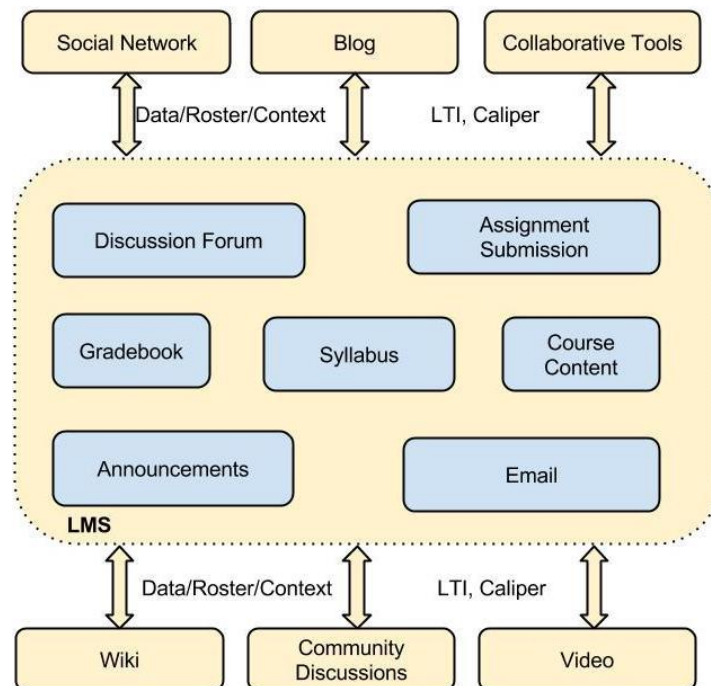 Social Network
Blog
Collaborative Tools
Data/Roster/Context
LTI, Caliper
Discussion Forum
Assignment
Submission
Gradebook
Syllabus
Course
Content
Announcements
Email
LMS
Data/Roster/Context
LTI, Caliper
Wiki
Community
Discussions
Video